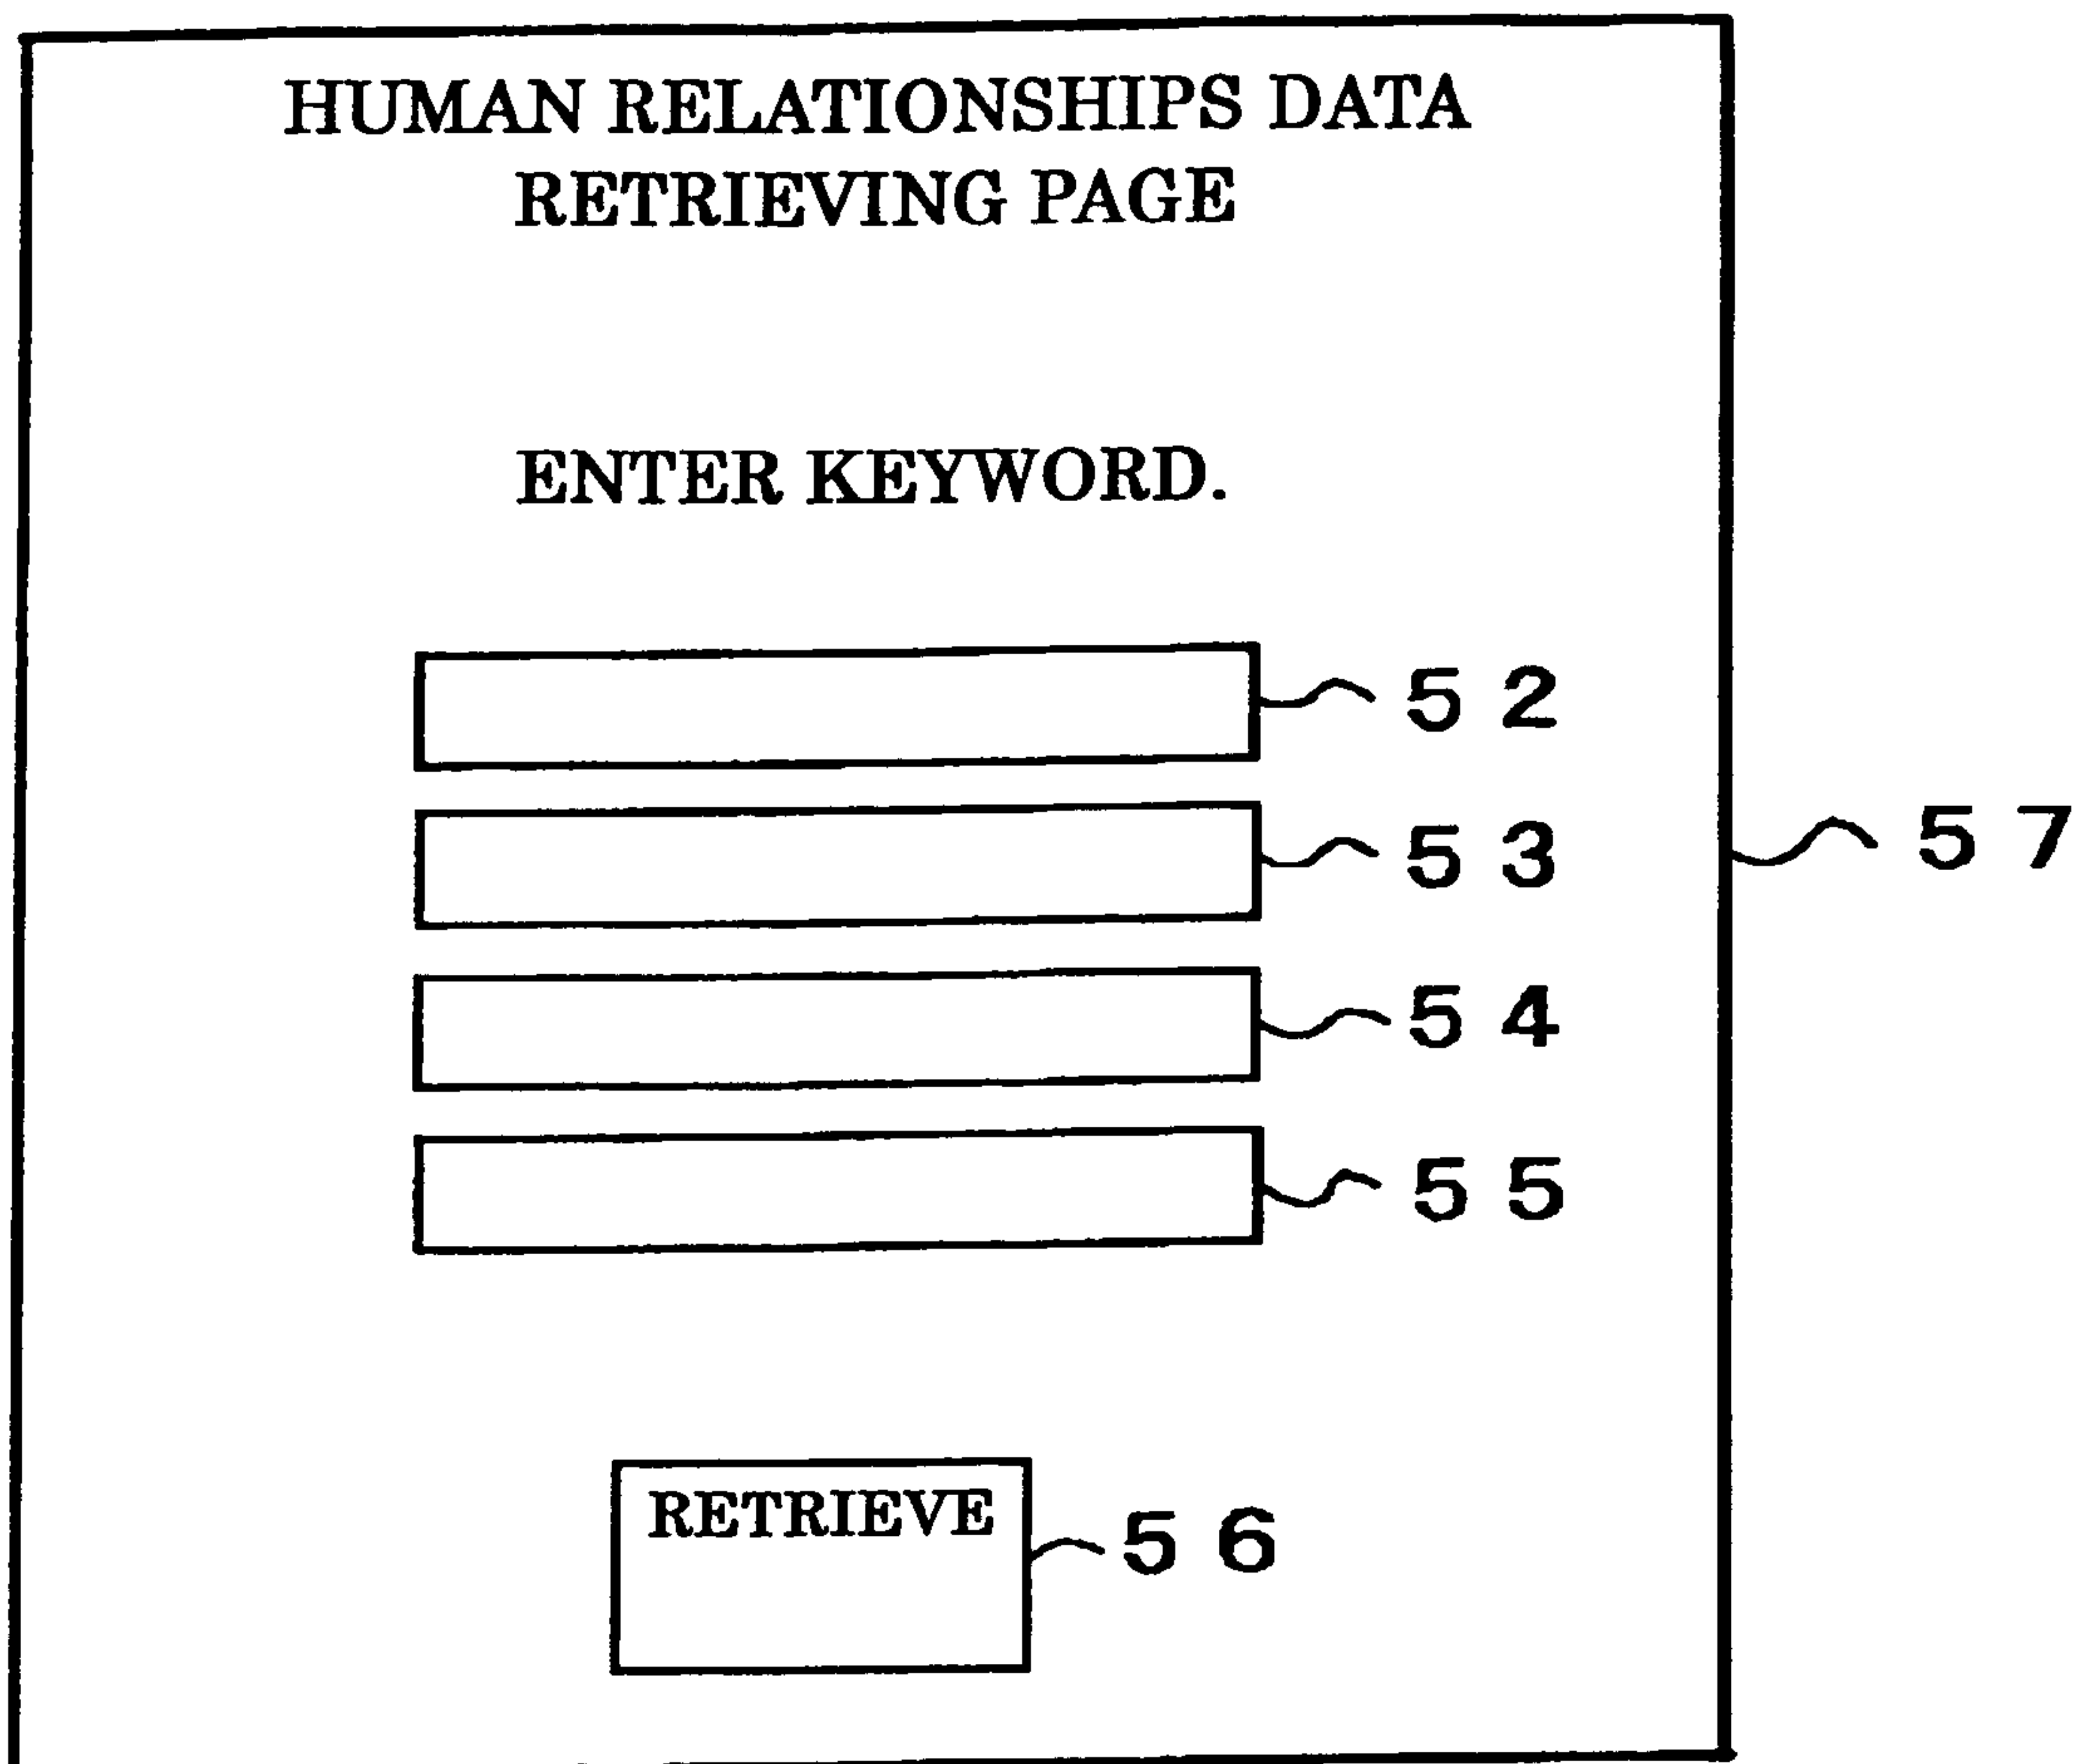 HUMAN RELATIONSHIPS DATA
RETRIEVING PAGE
ENTER KEYWORD.
52
53
57
54
55
RETRIEVE
56